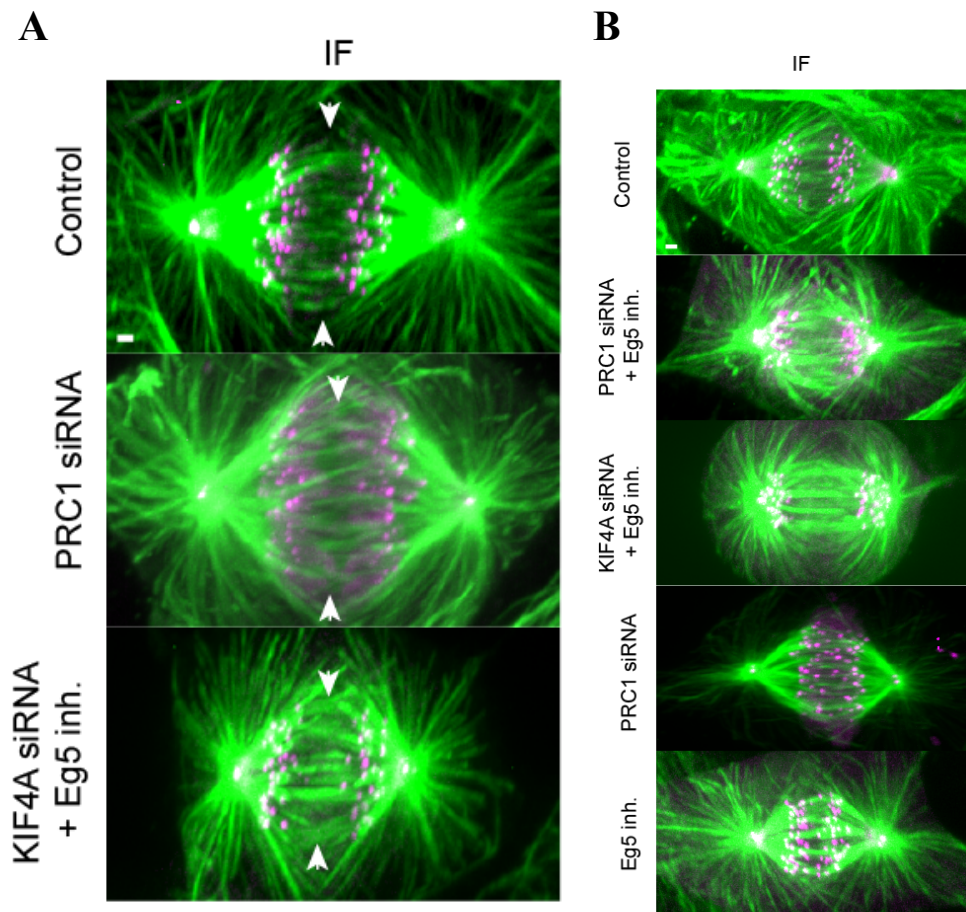 A
IF
Control
PRC1 siRNA
KIF4A siRNA
+ Eg5 inh.
B
IF
Control
PRC1 siRNA
+ Eg5 inh.
KIF4A siRNA
+ Eg5 inh.
PRC1 siRNA
Eg5 inh.